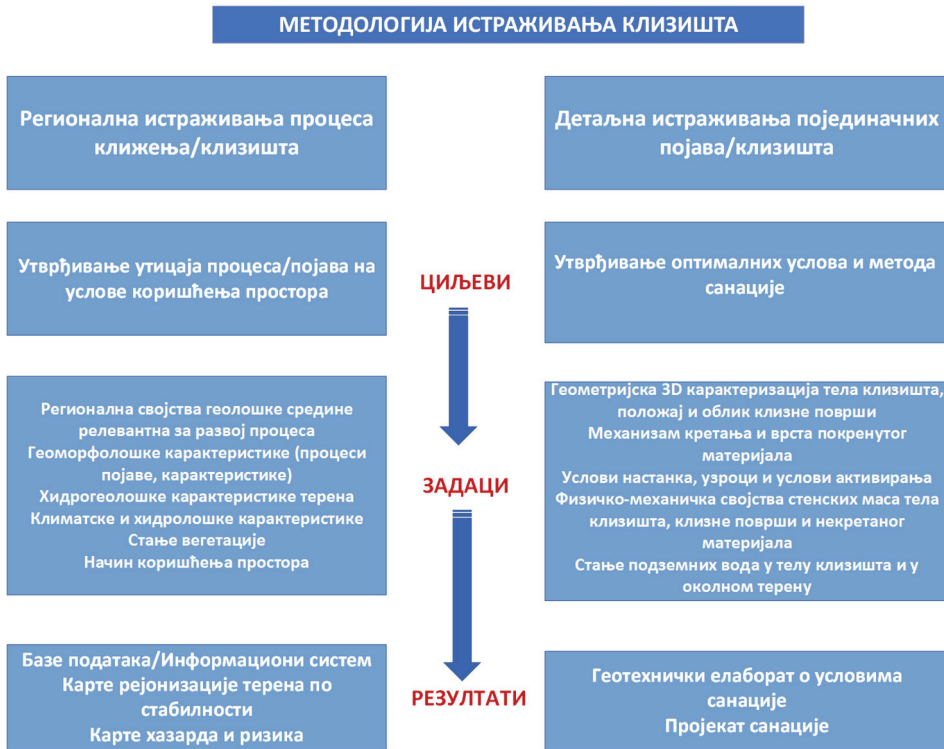 МЕТОДОЛОГИЈА ИСТРАЖИВАЊА КЛИЗИШТА
Регионална истраживања процеса
клижења/клизишта
Детаљна истраживања појединачних
појава/клизишта
Утврђивање утицаја процеса/појава на
услове коришћења простора
ЦИЉЕВИ
Утврђивање оптималних услова и метода
санације
Регионална својства геолошке средине
релевантна за развој процеса
Геоморфолошке карактеристике (процеси
појаве, карактеристике)
Хидрогеолошке карактеристике терена
Климатске и хидролошке карактеристике
Стање вегетације
Начин коришћења простора
ЗАДАЦИ
Геометријска 3D карактеризација тела клизишта,
положај и облик клизне површи
Механизам кретања и врста покренутог
материјала
Услови настанка, узроци и услови активирања
Физичко-механичка својства стенских маса тела
клизишта, клизне површи и некретаног
материјала
Стање подземних вода у телу клизишта и у
околном терену
Базе података/Информациони систем
Карте рејонизације терена по
стабилности
Карте хазарда и ризика
РЕЗУЛТАТИ
Геотехнички елаборат о условима
санације
Пројекат санације